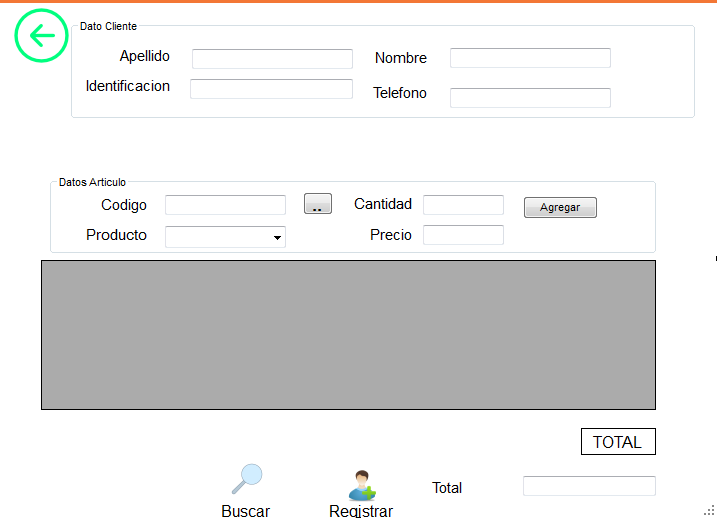 Dato Cliente
Apellido
Nombre
Identificacion
Telefono
Datos Articulo
Codigo
..
Cantidad
Agregar
Producto
Precio
TOTAL
Total
Buscar
Registrar